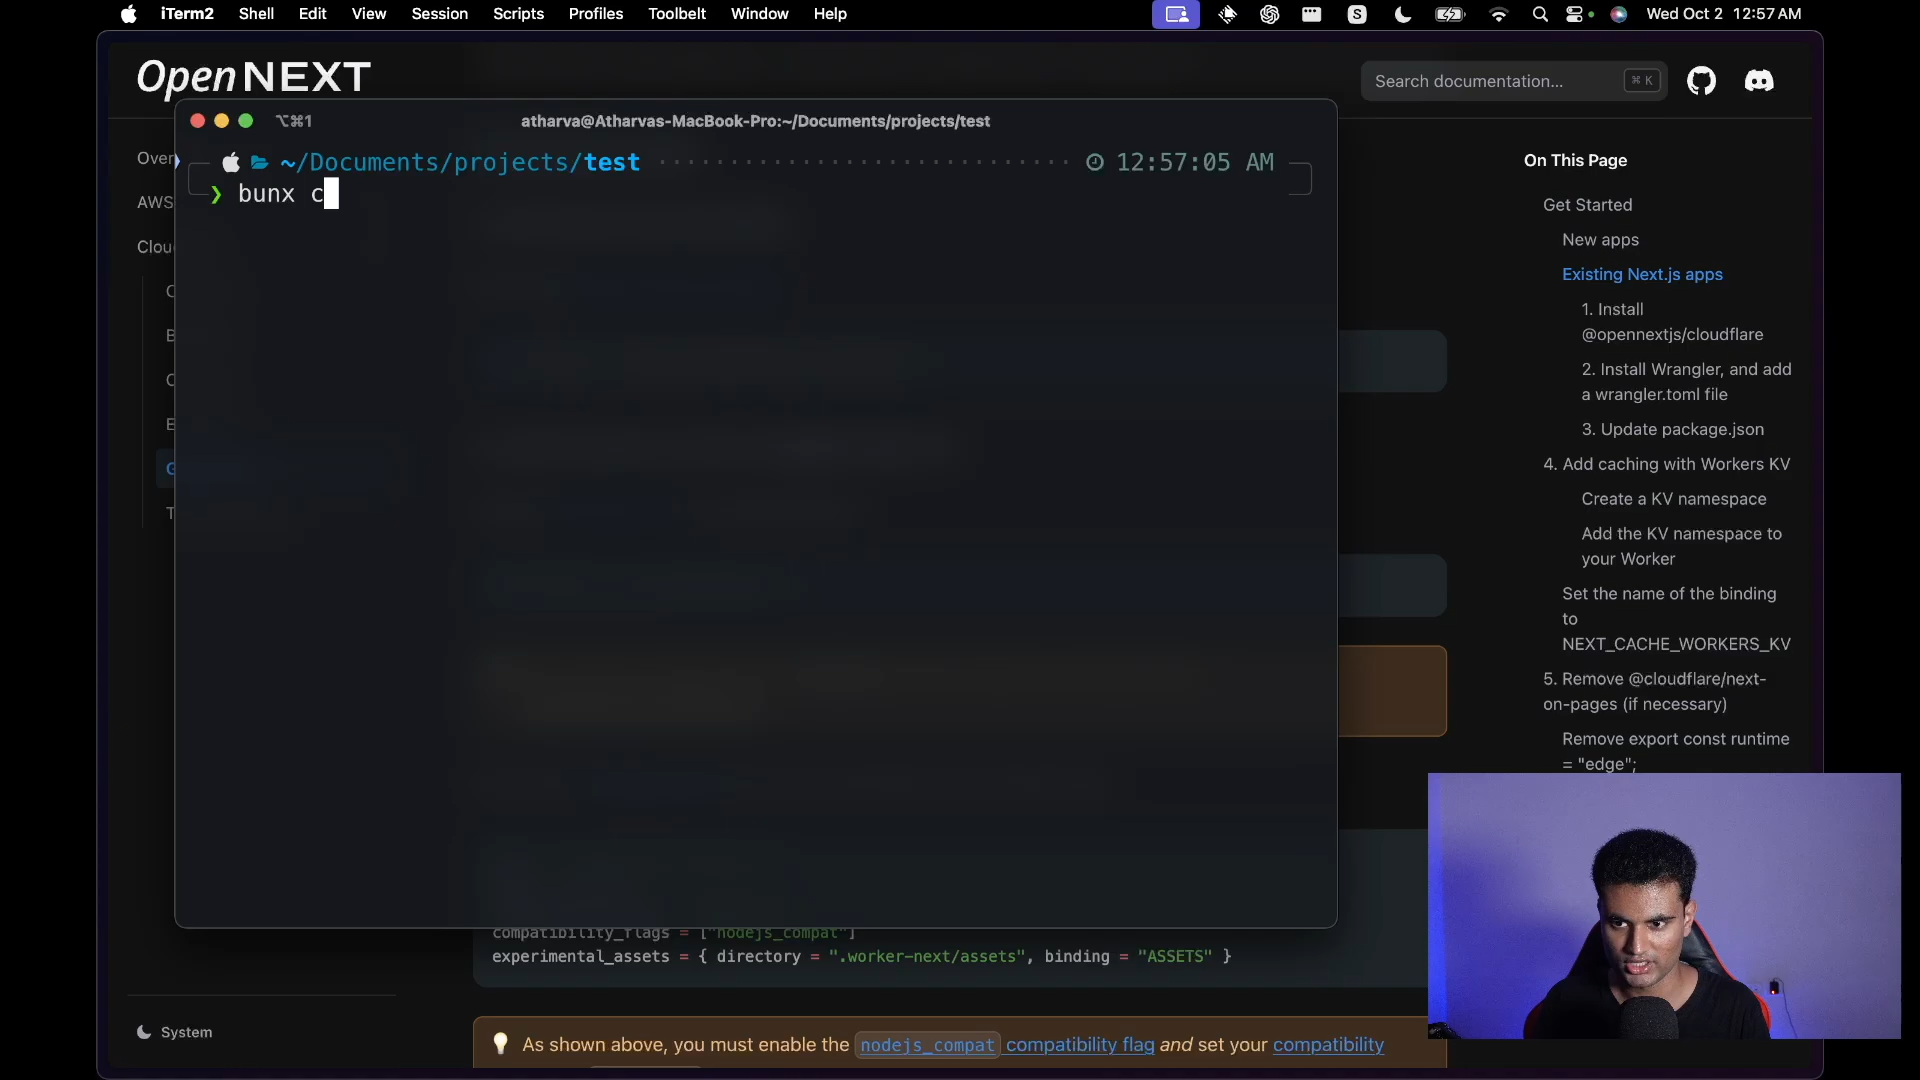 iTerm2 Shell Edit View Session Scripts Profiles Toolbelt Window Help
S
Wed Oct 2 12:57 AM
OpenNEXT
Search documentation...
⌘ K
⌥⌘1
atharva@Atharvas-MacBook-Pro:~/Documents/projects/test
~/Documents/projects/test
12:57:05 AM
❯ bunx c
Over
AWS
Clou
C
B
C
E
G
T
System
On This Page
Get Started
New apps
Existing Next.js apps
1. Install
@opennextjs/cloudflare
2. Install Wrangler, and add
a wrangler.toml file
3. Update package.json
4. Add caching with Workers KV
Create a KV namespace
Add the KV namespace to
your Worker
Set the name of the binding
to
NEXT_CACHE_WORKERS_KV
5. Remove @cloudflare/next-
on-pages (if necessary)
Remove export const runtime
= "edge";
compatibility_flags = ["nodejs_compat"]
experimental_assets = { directory = ".worker-next/assets", binding = "ASSETS" }
As shown above, you must enable the nodejs_compat compatibility flag and set your compatibility